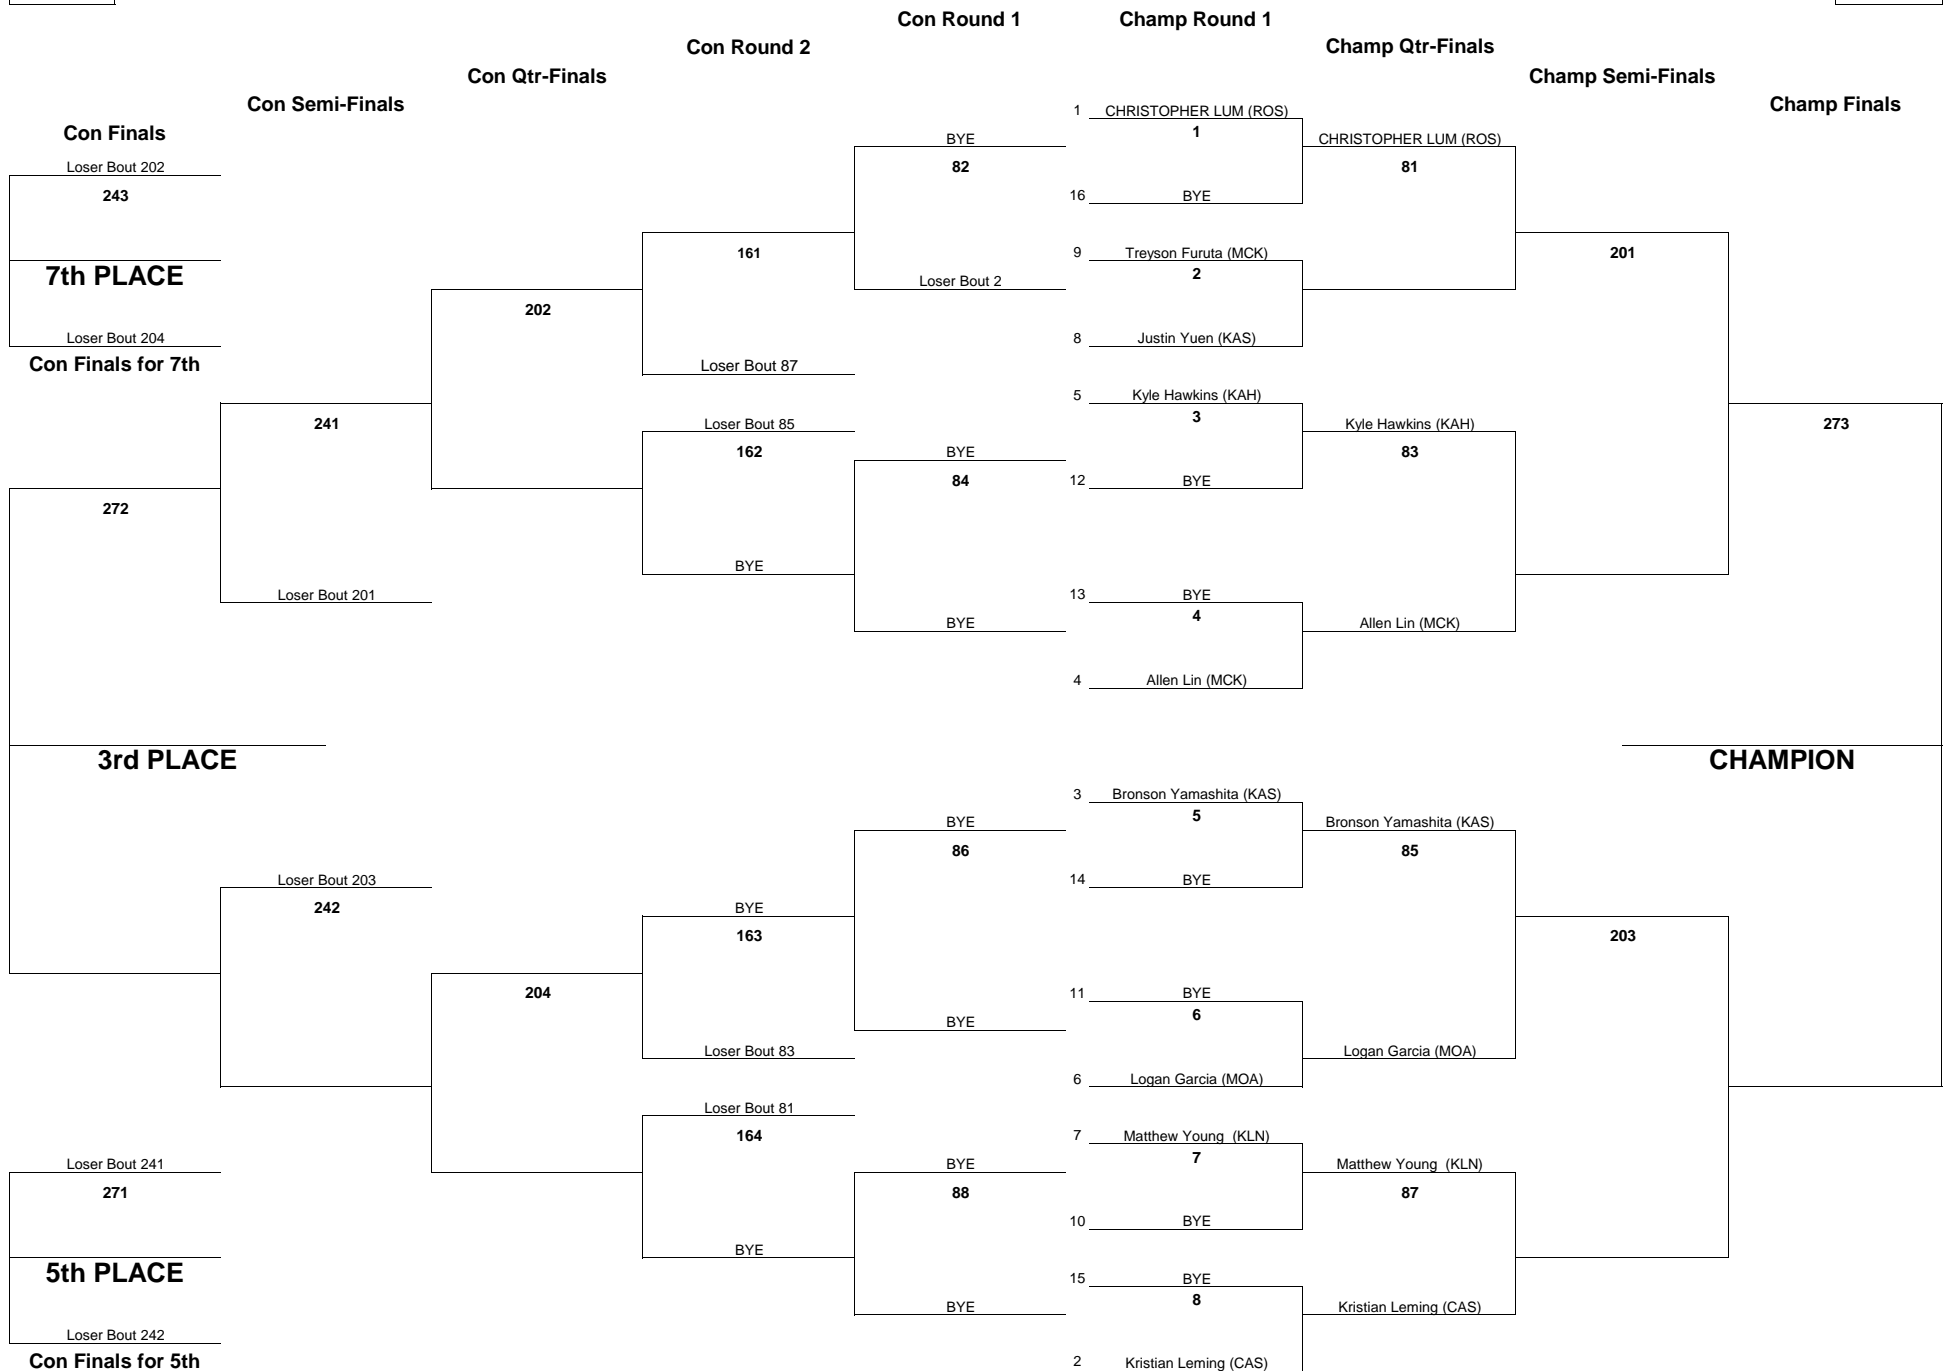 Con Round 1
Champ Round 1
Con Round 2
Champ Qtr-Finals
Con Qtr-Finals
Champ Semi-Finals
Con Semi-Finals
Champ Finals
Con Finals
1 CHRISTOPHER LUM (ROS)
1
BYE
CHRISTOPHER LUM (ROS)
Loser Bout 202
82
81
243
16 BYE
161
9 Treyson Furuta (MCK)
201
7th PLACE
2
Loser Bout 2
202
Loser Bout 204
8 Justin Yuen (KAS)
Con Finals for 7th
Loser Bout 87
5 Kyle Hawkins (KAH)
3
241
Loser Bout 85
Kyle Hawkins (KAH)
273
162
BYE
83
84
12 BYE
272
BYE
Loser Bout 201
13 BYE
4
BYE
Allen Lin (MCK)
4 Allen Lin (MCK)
3rd PLACE
CHAMPION
3 Bronson Yamashita (KAS)
5
BYE
Bronson Yamashita (KAS)
86
85
Loser Bout 203
14 BYE
242
BYE
163
203
204
11 BYE
6
BYE
Loser Bout 83
Logan Garcia (MOA)
6 Logan Garcia (MOA)
Loser Bout 81
164
7 Matthew Young  (KLN)
7
Loser Bout 241
BYE
Matthew Young  (KLN)
271
88
87
10 BYE
BYE
5th PLACE
15 BYE
8
BYE
Kristian Leming (CAS)
Loser Bout 242
Con Finals for 5th
2 Kristian Leming (CAS)